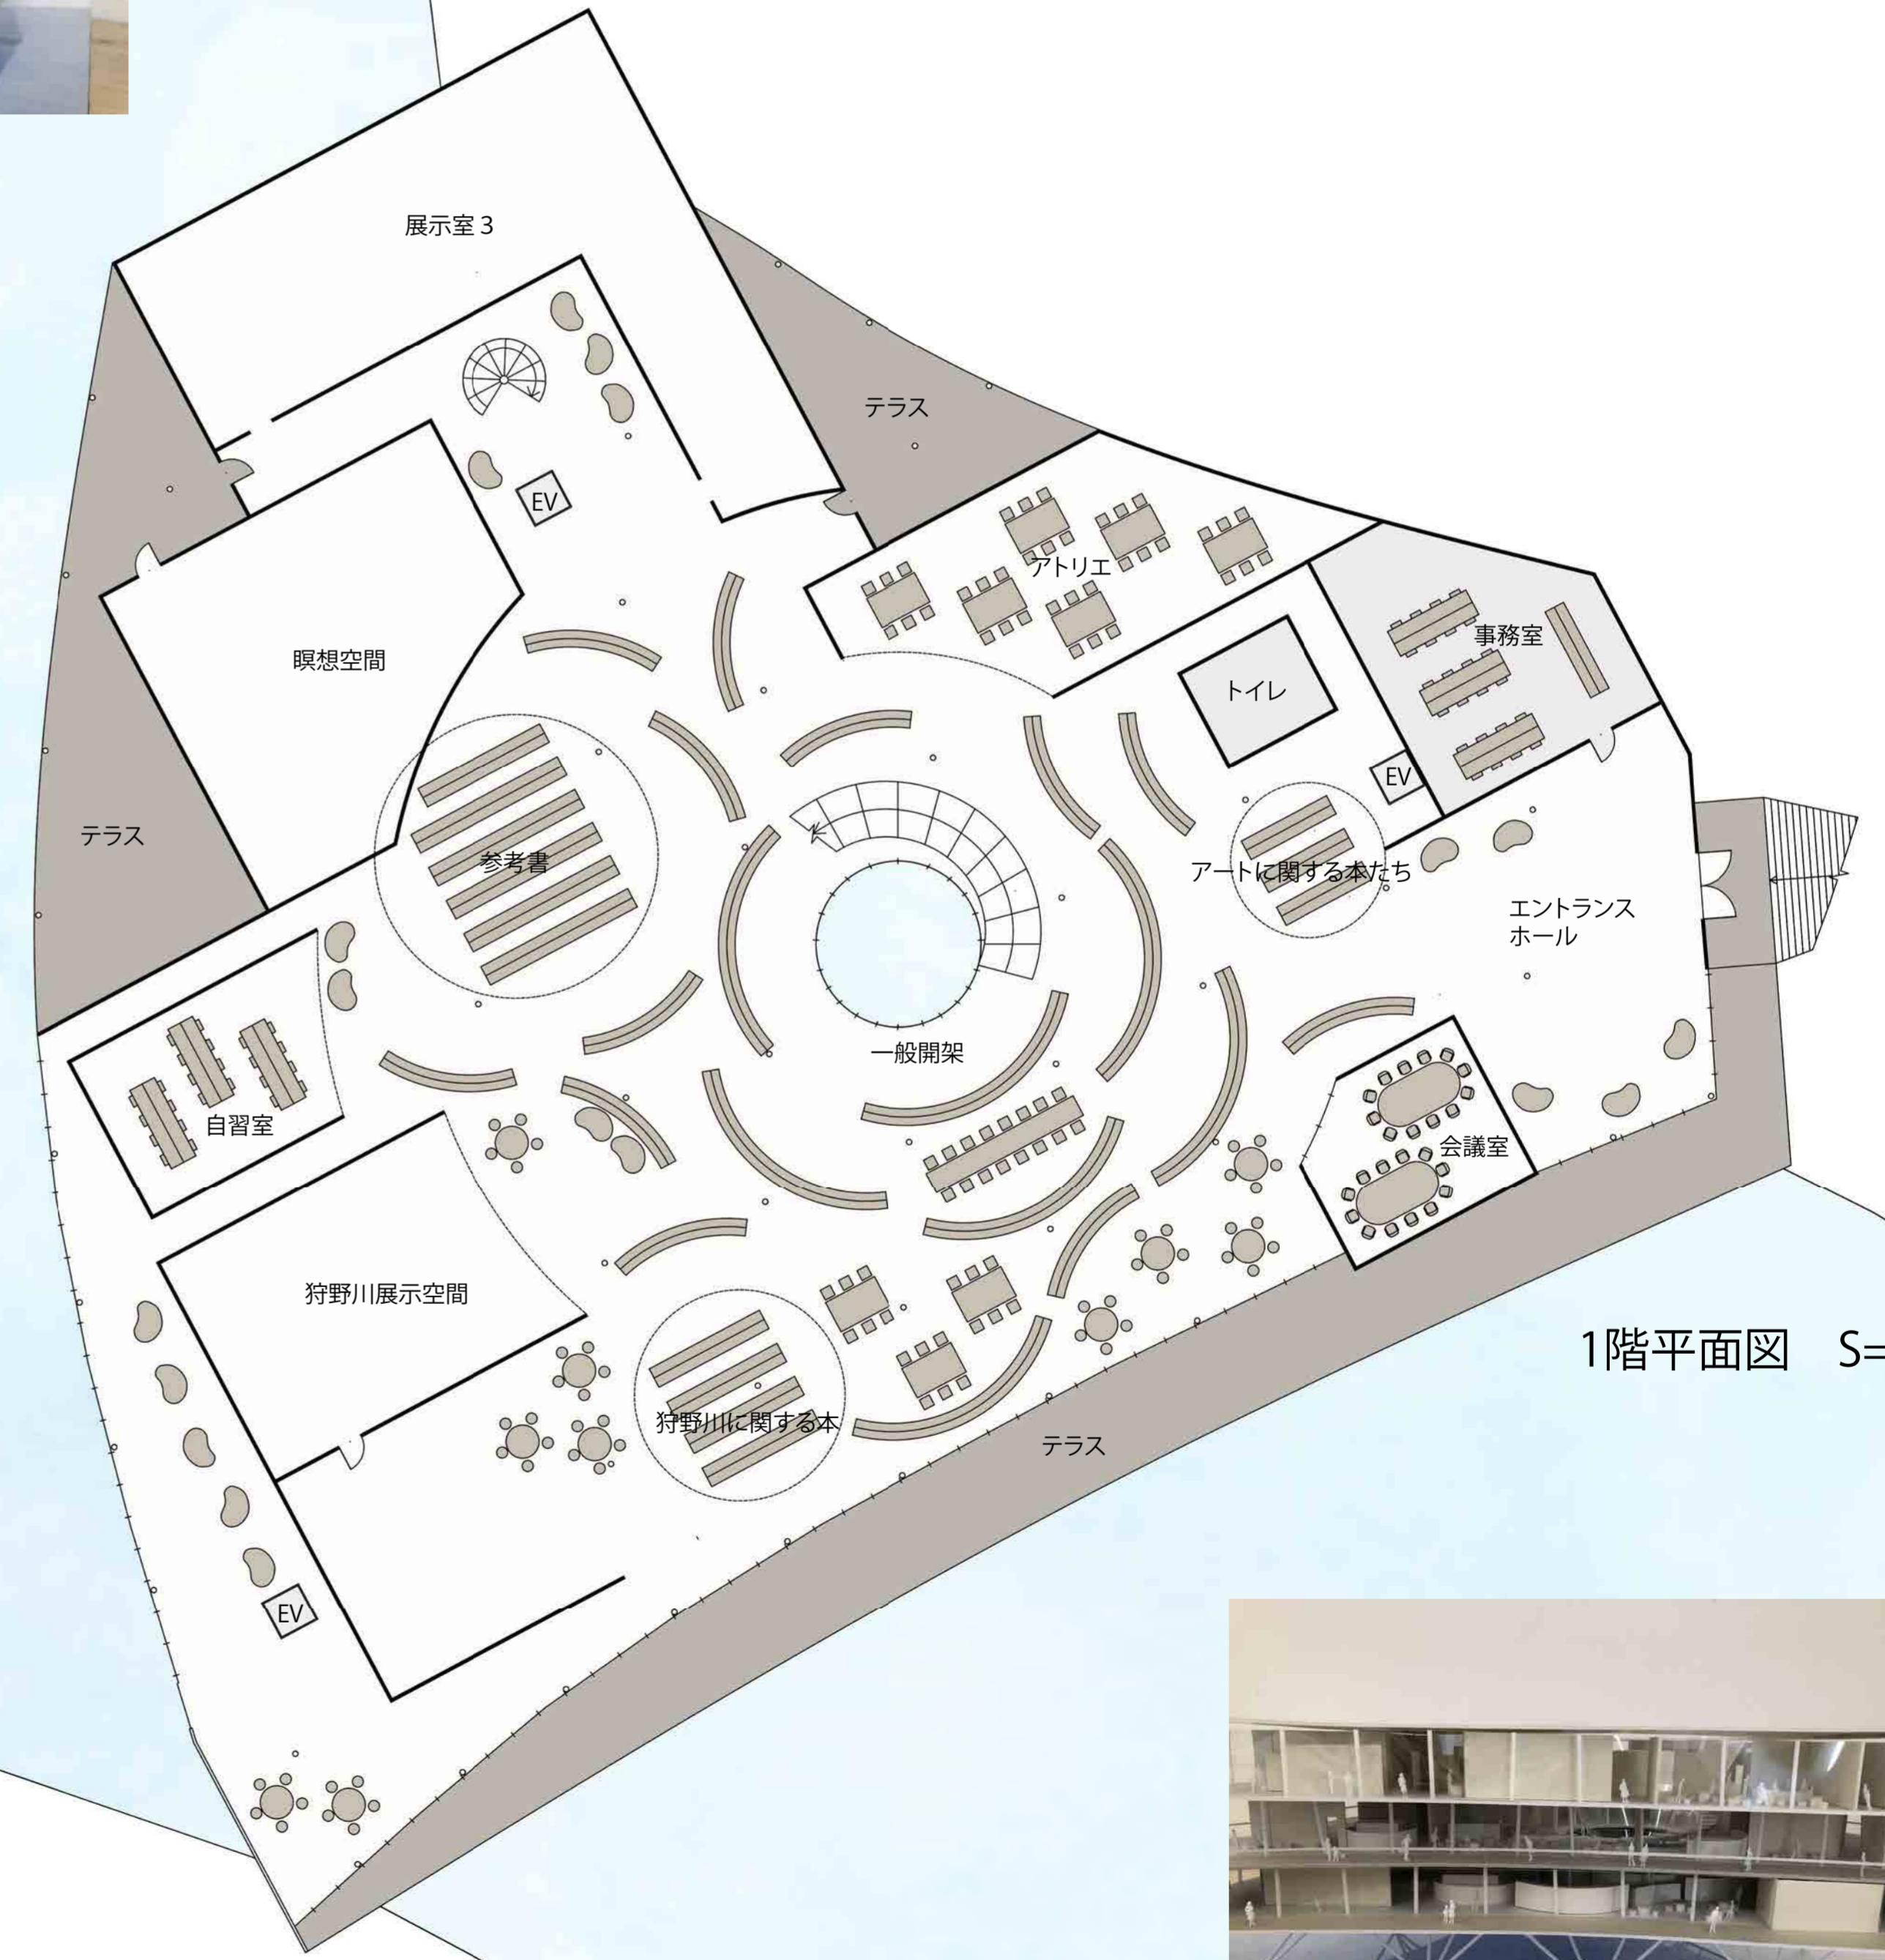 展示室 3
テラス
EV
アトリエ
事務室
瞑想空間
トイレ
EV
テラス
参考書
アートに関する本たち
エントランス
ホール
一般開架
自習室
会議室
狩野川展示空間
1階平面図　S=
狩野川に関する本
テラス
EV